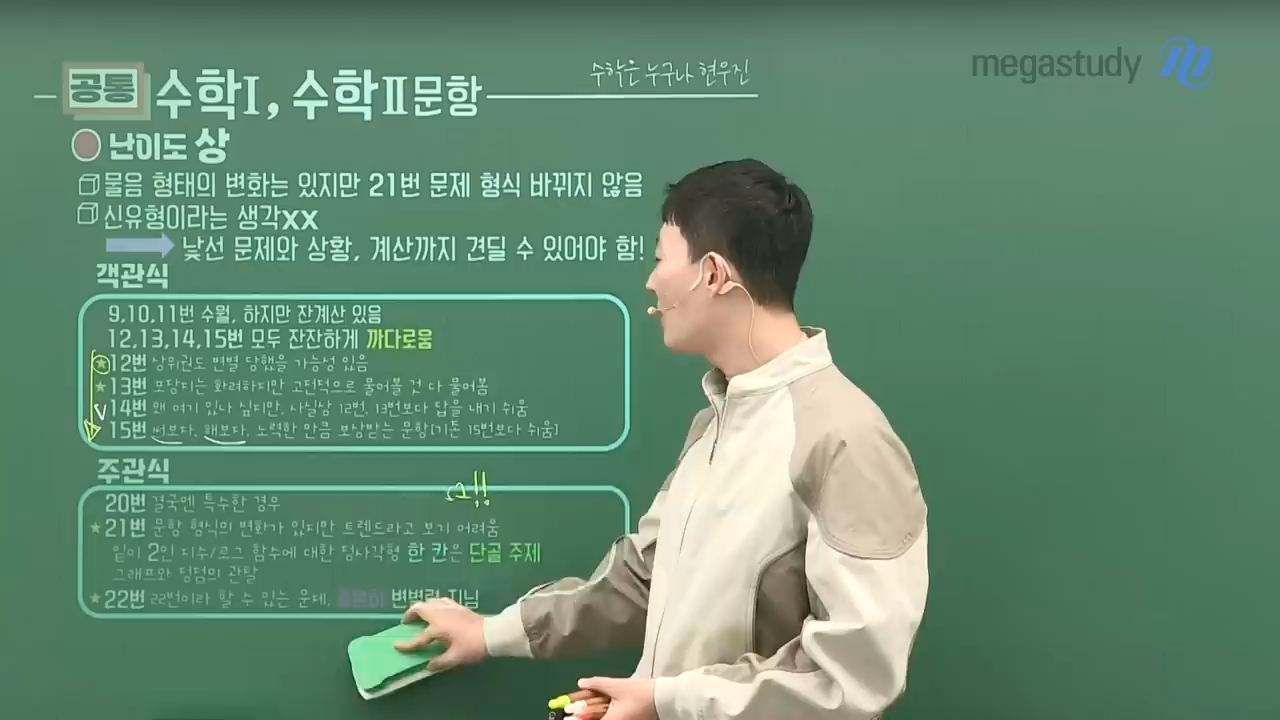 megastudy
수학은 누구나 현우진
공통 수학Ⅰ, 수학Ⅱ문항
난이도 상
물음 형태의 변화는 있지만 21번 문제 형식 바뀌지 않음
신유형이라는 생각XX
낯선 문제와 상황, 계산까지 견딜 수 있어야 함!
객관식
9,10,11번 수월, 하지만 잔계산 있음
12,13,14,15번 모두 잔잔하게 까다로움
★12번 상위권도 변별 당했을 가능성 있음
★13번 포장지는 화려하지만 고전적으로 물어볼 것 다 물어봄
14번 왜 여기 있나 싶지만, 사실상 12번, 13번보다 답을 내기 쉬움
15번 써보다, 해보다, 노력한 만큼 보상받는 문항[기존 15번보다 쉬움]
주관식
20번 결국엔 특수한 경우
★21번 문항 형식의 변화가 있지만 트렌드라고 보기 어려움
밑이 2인 지수/로그 함수에 대한 정사각형 한 칸은 단골 주제
그래프와 점점의 관찰
★22번 22번이라 할 수 있는 문제, 충분히 변별력 지님